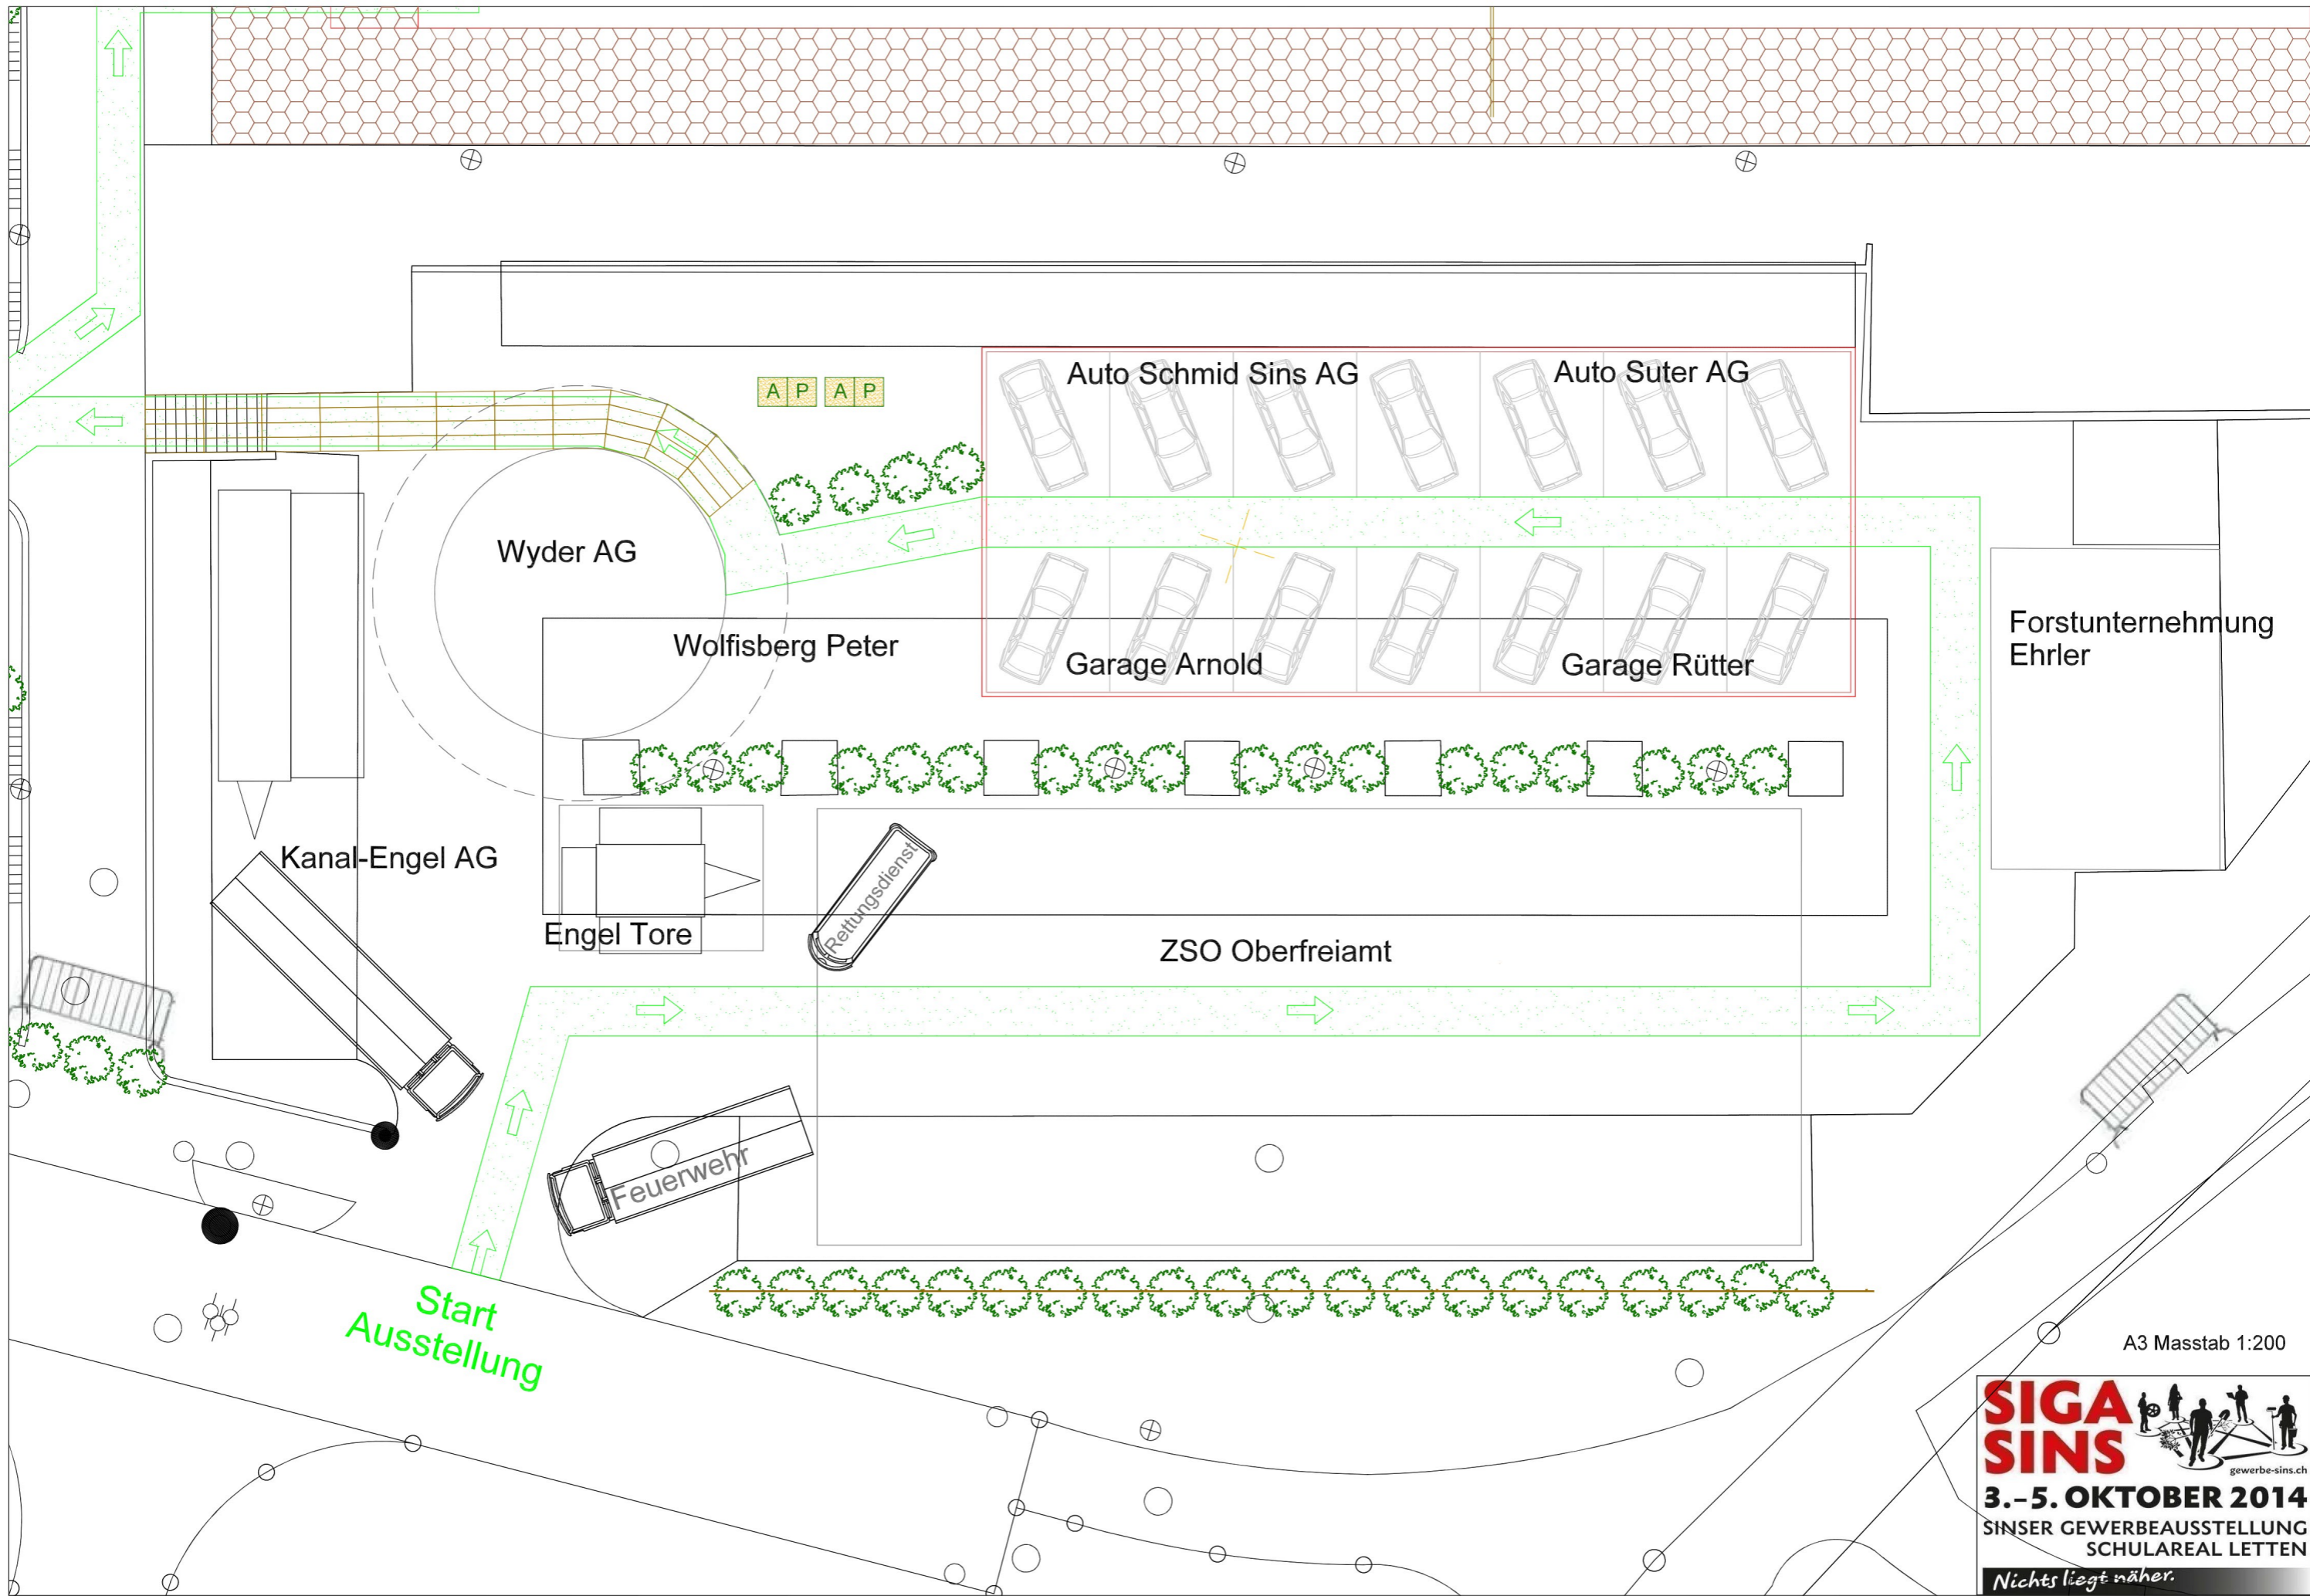 Auto Schmid Sins AG
Auto Suter AG
A P A P
Wyder AG
Wolfisberg Peter
Garage Arnold
Garage Rütter
Forstunternehmung
Ehrler
Kanal-Engel AG
Rettungsdienst
Engel Tore
ZSO Oberfreiamt
Feuerwehr
Start
Ausstellung
A3 Masstab 1:200
SIGA
SINS
gewerbe-sins.ch
3.–5. OKTOBER 2014
SINSER GEWERBEAUSSTELLUNG
SCHULAREAL LETTEN
Nichts liegt näher.